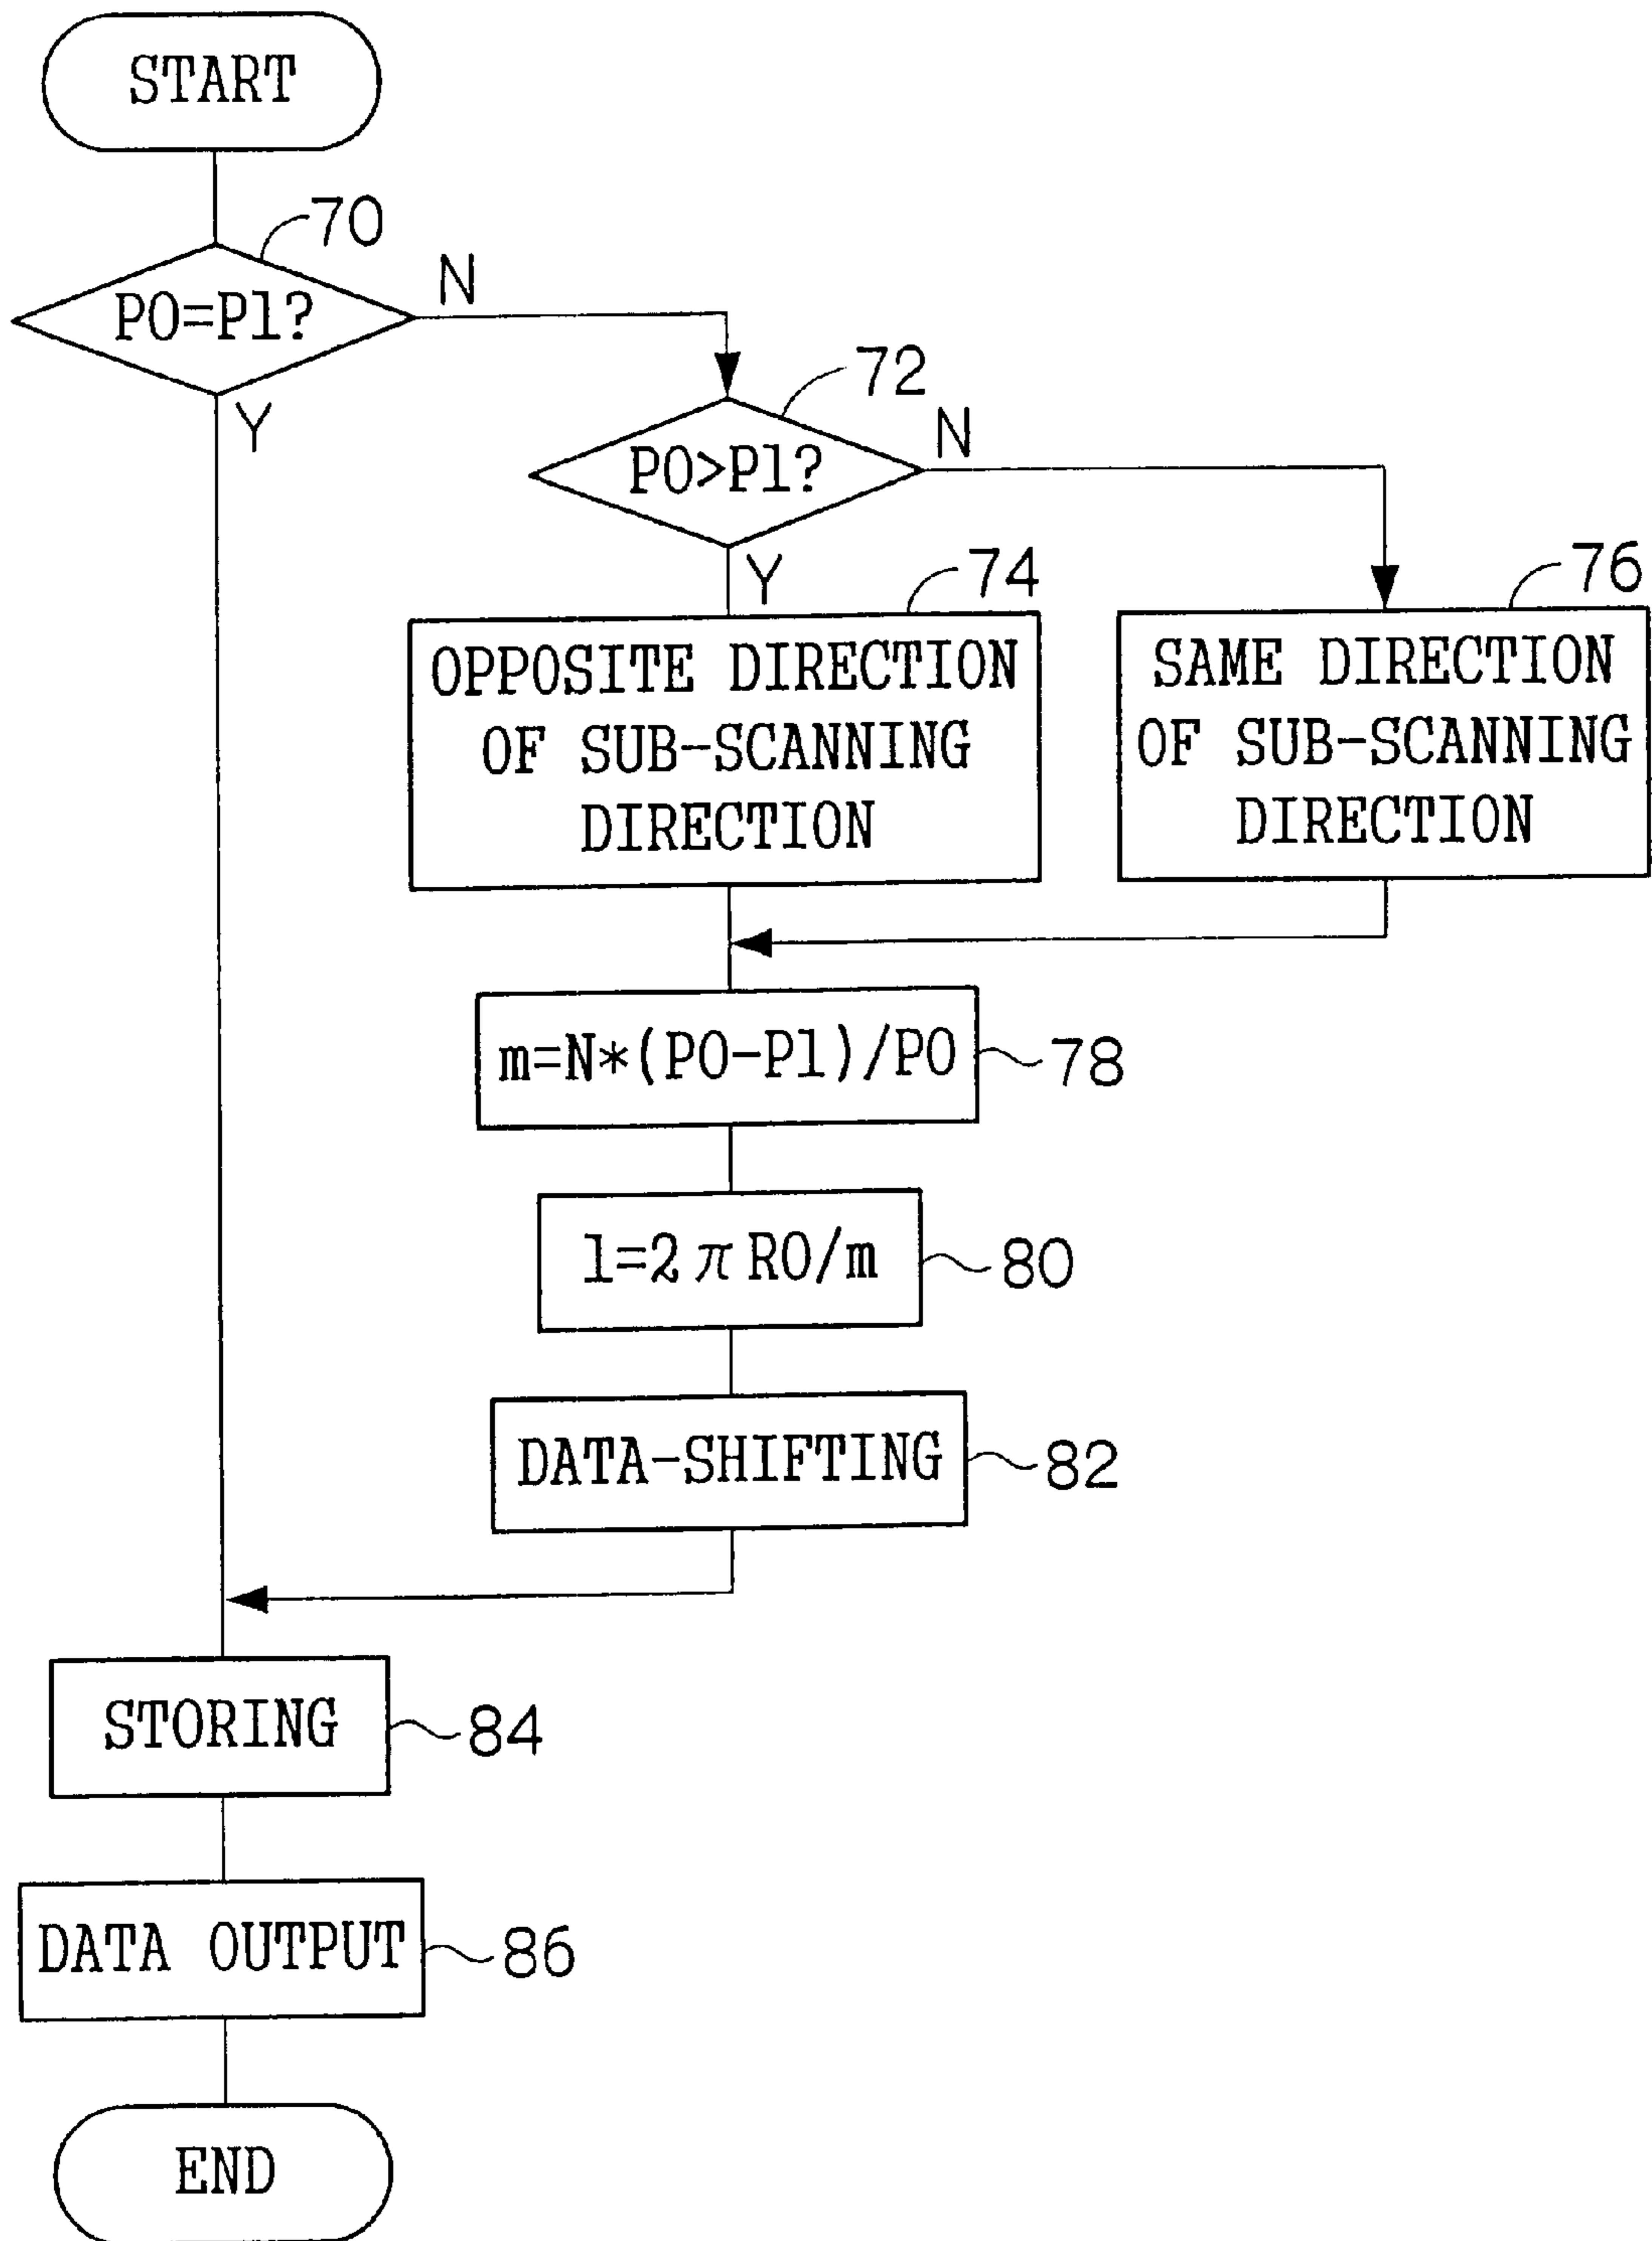 START
70
P0=P1?
N
Y
72
P0>P1?
N
Y
74
OPPOSITE DIRECTION
OF SUB-SCANNING
DIRECTION
76
SAME DIRECTION
OF SUB-SCANNING
DIRECTION
m=N*(P0-P1)/P0
78
l=2πR0/m
80
DATA-SHIFTING
82
STORING
84
DATA OUTPUT
86
END